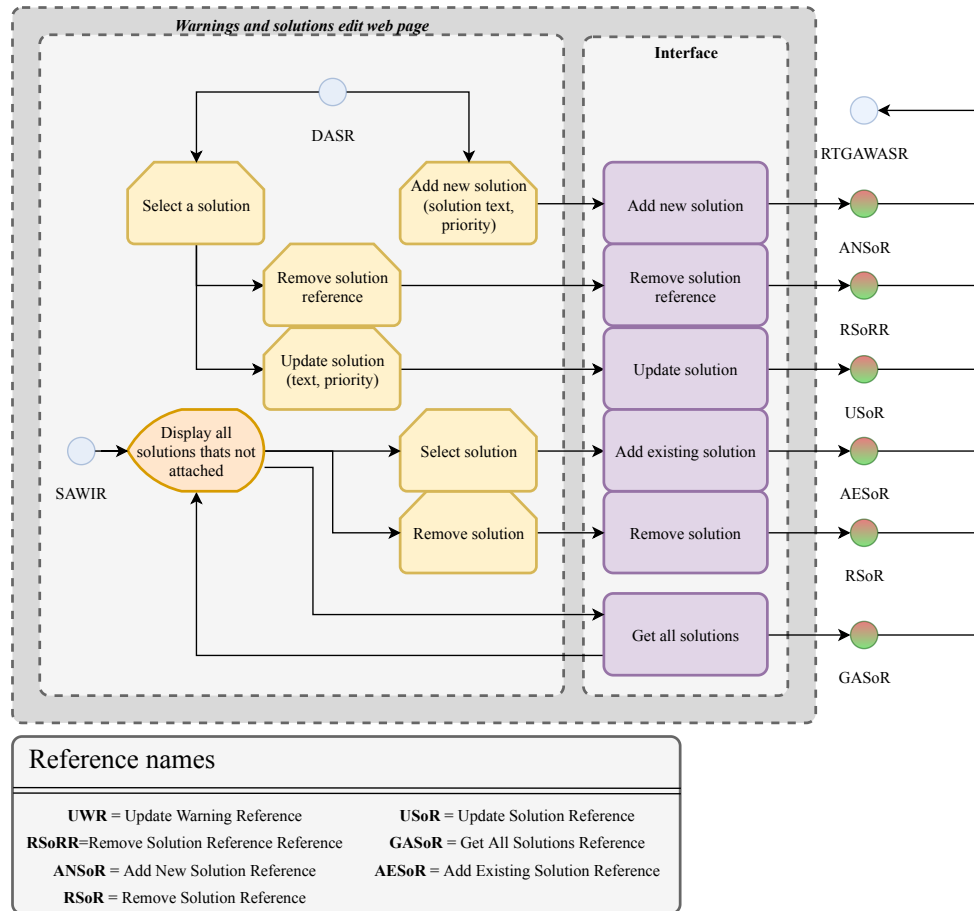 Warnings and solutions edit web page
Interface
DASR
RTGAWASR
Select a solution
Add new solution
(solution text,
priority)
Add new solution
ANSoR
Remove solution
reference
Remove solution
reference
RSoRR
Update solution
(text, priority)
Update solution
USoR
Display all
solutions thats not
attached
SAWIR
Select solution
Add existing solution
AESoR
Remove solution
Remove solution
RSoR
Get all solutions
GASoR
Reference names
UWR = Update Warning Reference
USoR = Update Solution Reference
RSoRR=Remove Solution Reference Reference
GASoR = Get All Solutions Reference
ANSoR = Add New Solution Reference
AESoR = Add Existing Solution Reference
RSoR = Remove Solution Reference